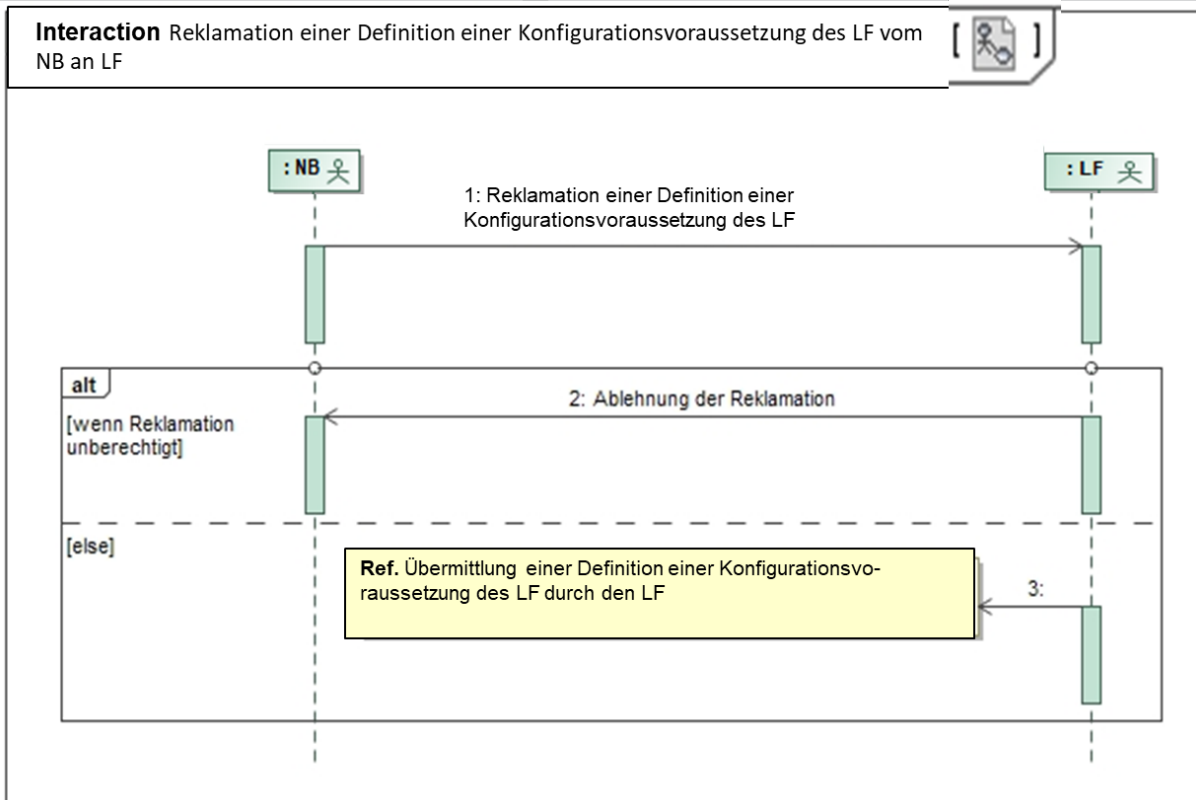 Interaction Reklamation einer Definition einer Konfigurationsvoraussetzung des LF vom
NB an LF
[ ]
: NB
: LF
1: Reklamation einer Definition einer
Konfigurationsvoraussetzung des LF
alt
2: Ablehnung der Reklamation
[wenn Reklamation
unberechtigt]
[else]
Ref. Übermittlung einer Definition einer Konfigurationsvo-
raussetzung des LF durch den LF
3: